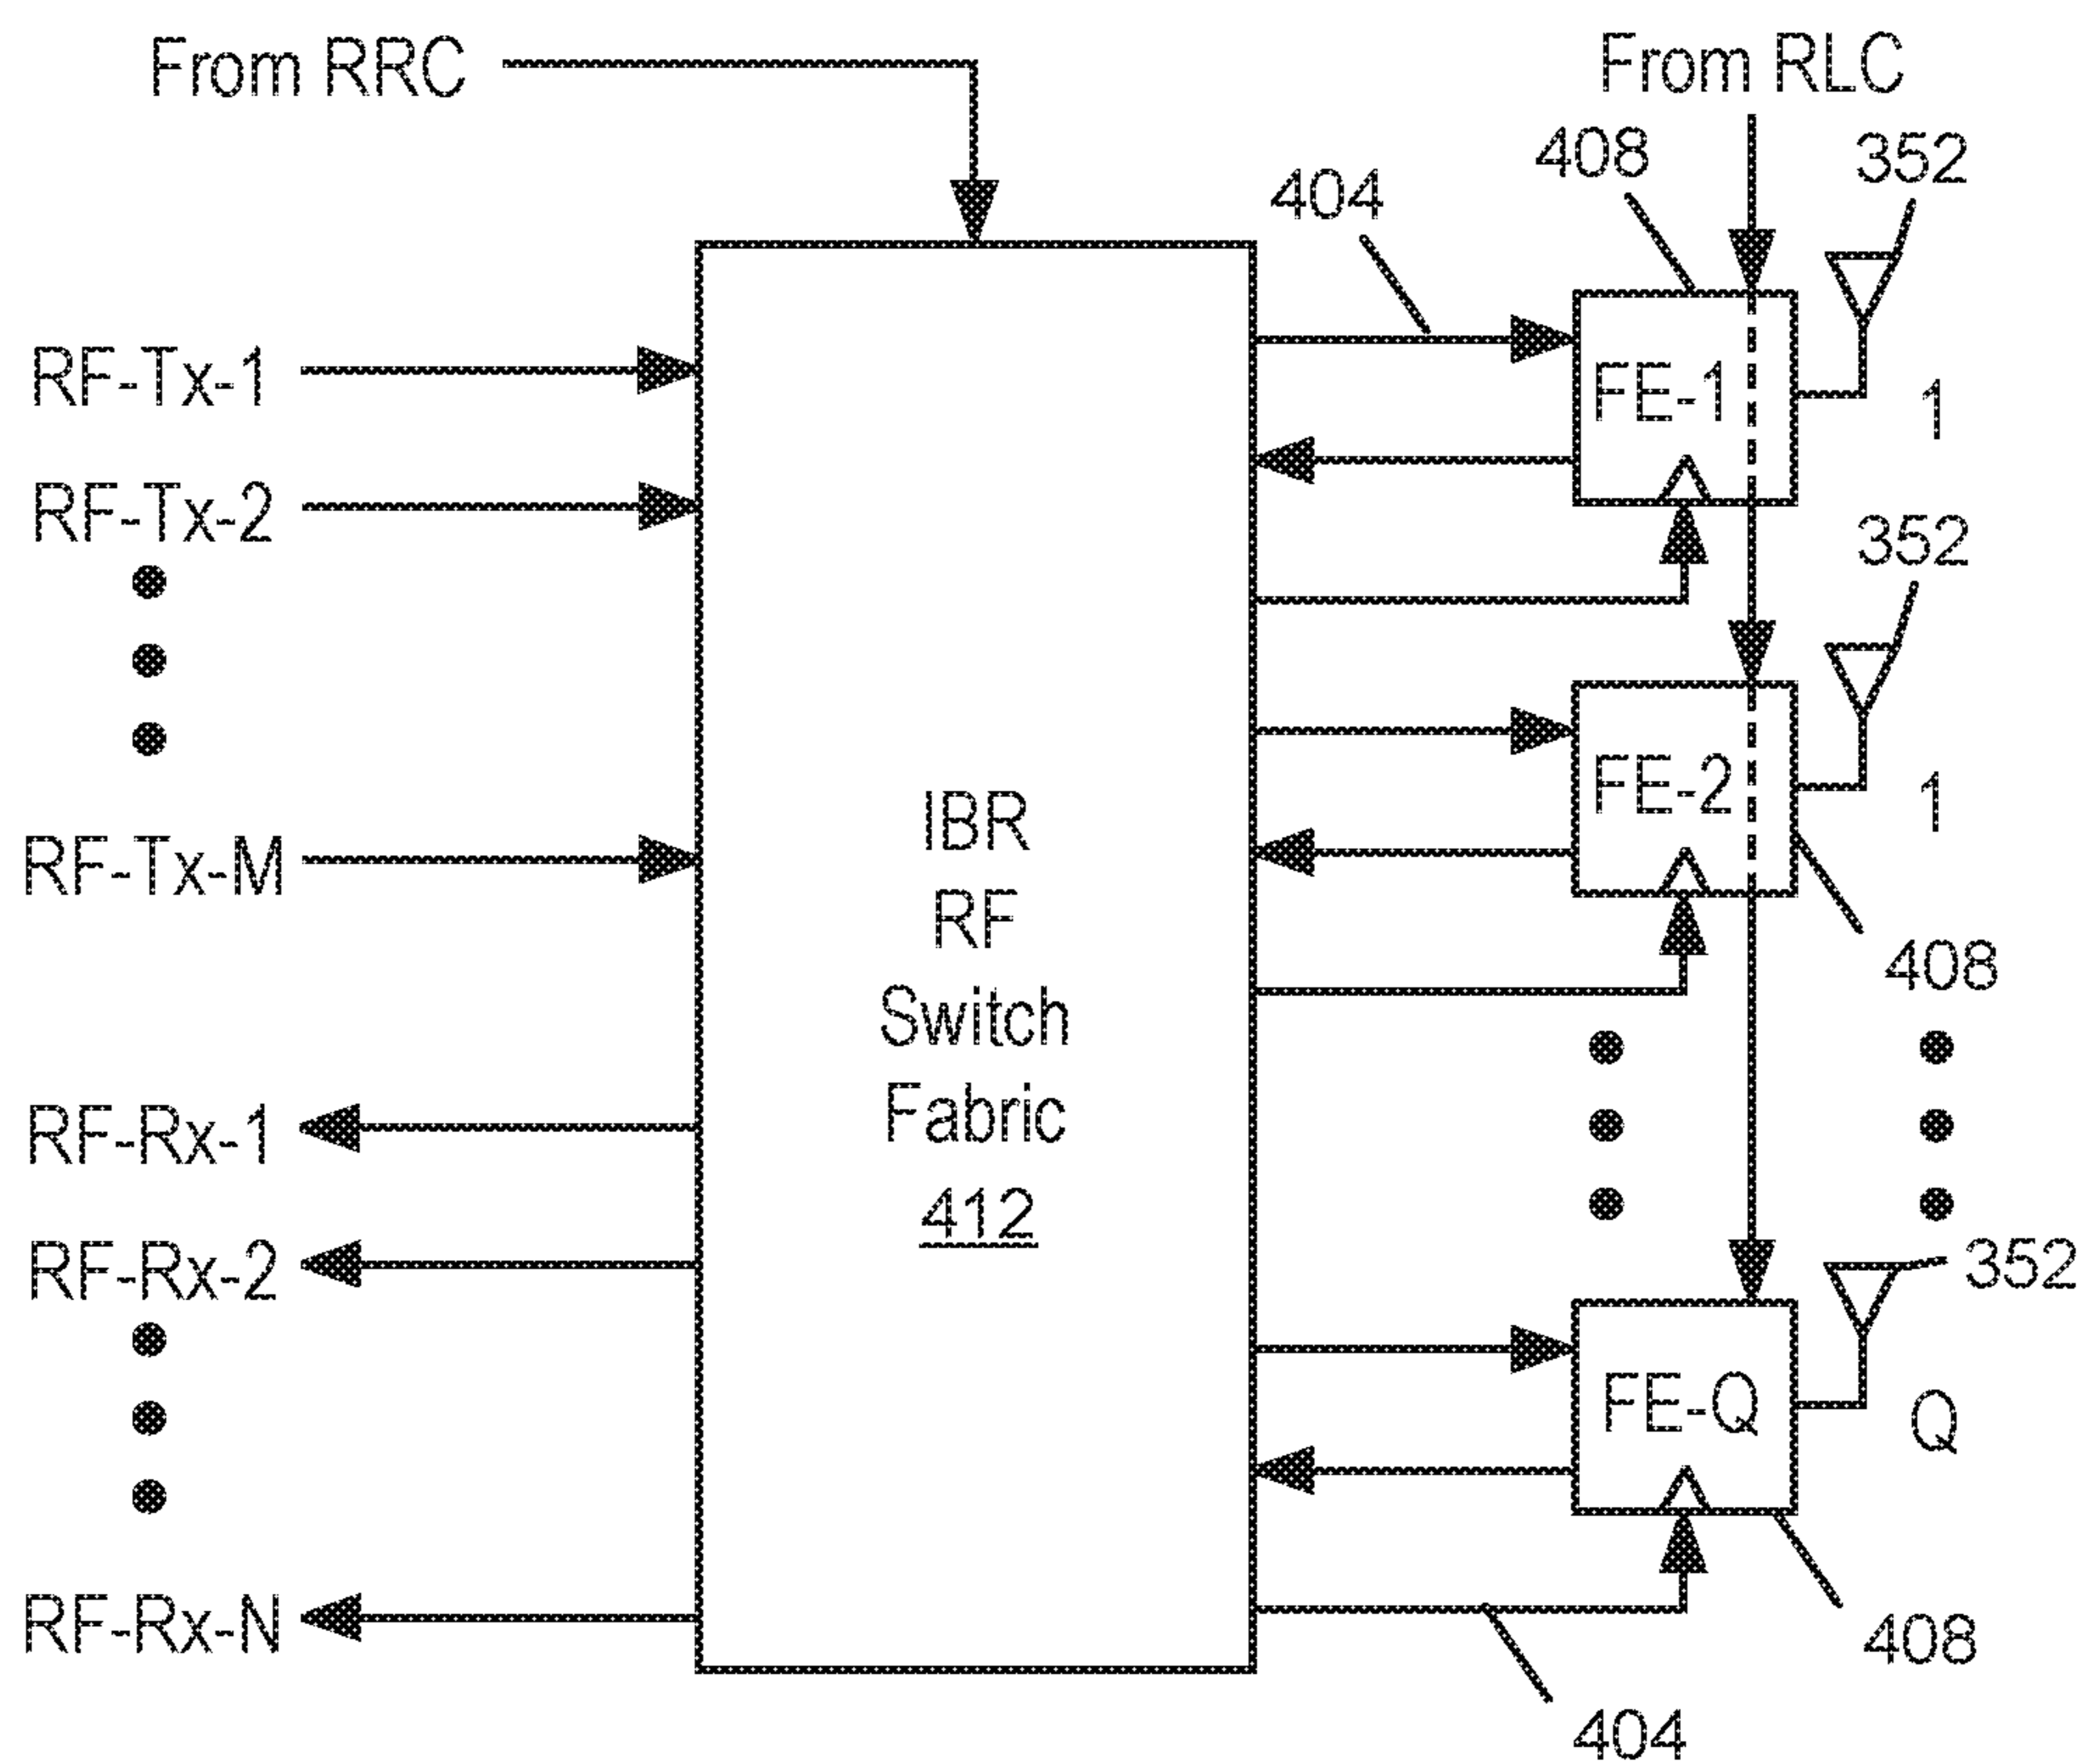 From RRC
From RLC
408
352
404
RF-Tx-1
FE-1
1
RF-Tx-2
352
FE-2
1
RF-Tx-M
IBR
RF
Switch
Fabric
412
408
RF-Rx-1
RF-Rx-2
352
FE-Q
Q
RF-Rx-N
408
404